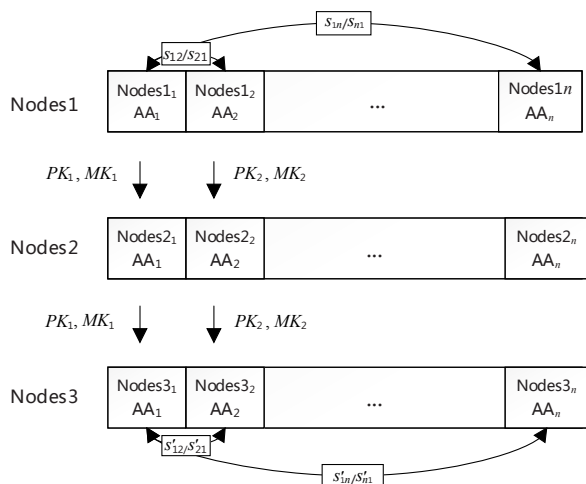 s₁ₙ/sₙ₁
s₁₂/s₂₁
Nodes1
Nodes1₁
AA₁
Nodes1₂
AA₂
...
Nodes1n
AAₙ
PK₁, MK₁
PK₂, MK₂
Nodes2
Nodes2₁
AA₁
Nodes2₂
AA₂
...
Nodes2ₙ
AAₙ
PK₁, MK₁
PK₂, MK₂
Nodes3
Nodes3₁
AA₁
Nodes3₂
AA₂
...
Nodes3ₙ
AAₙ
s′₁₂/s′₂₁
s′₁ₙ/s′ₙ₁